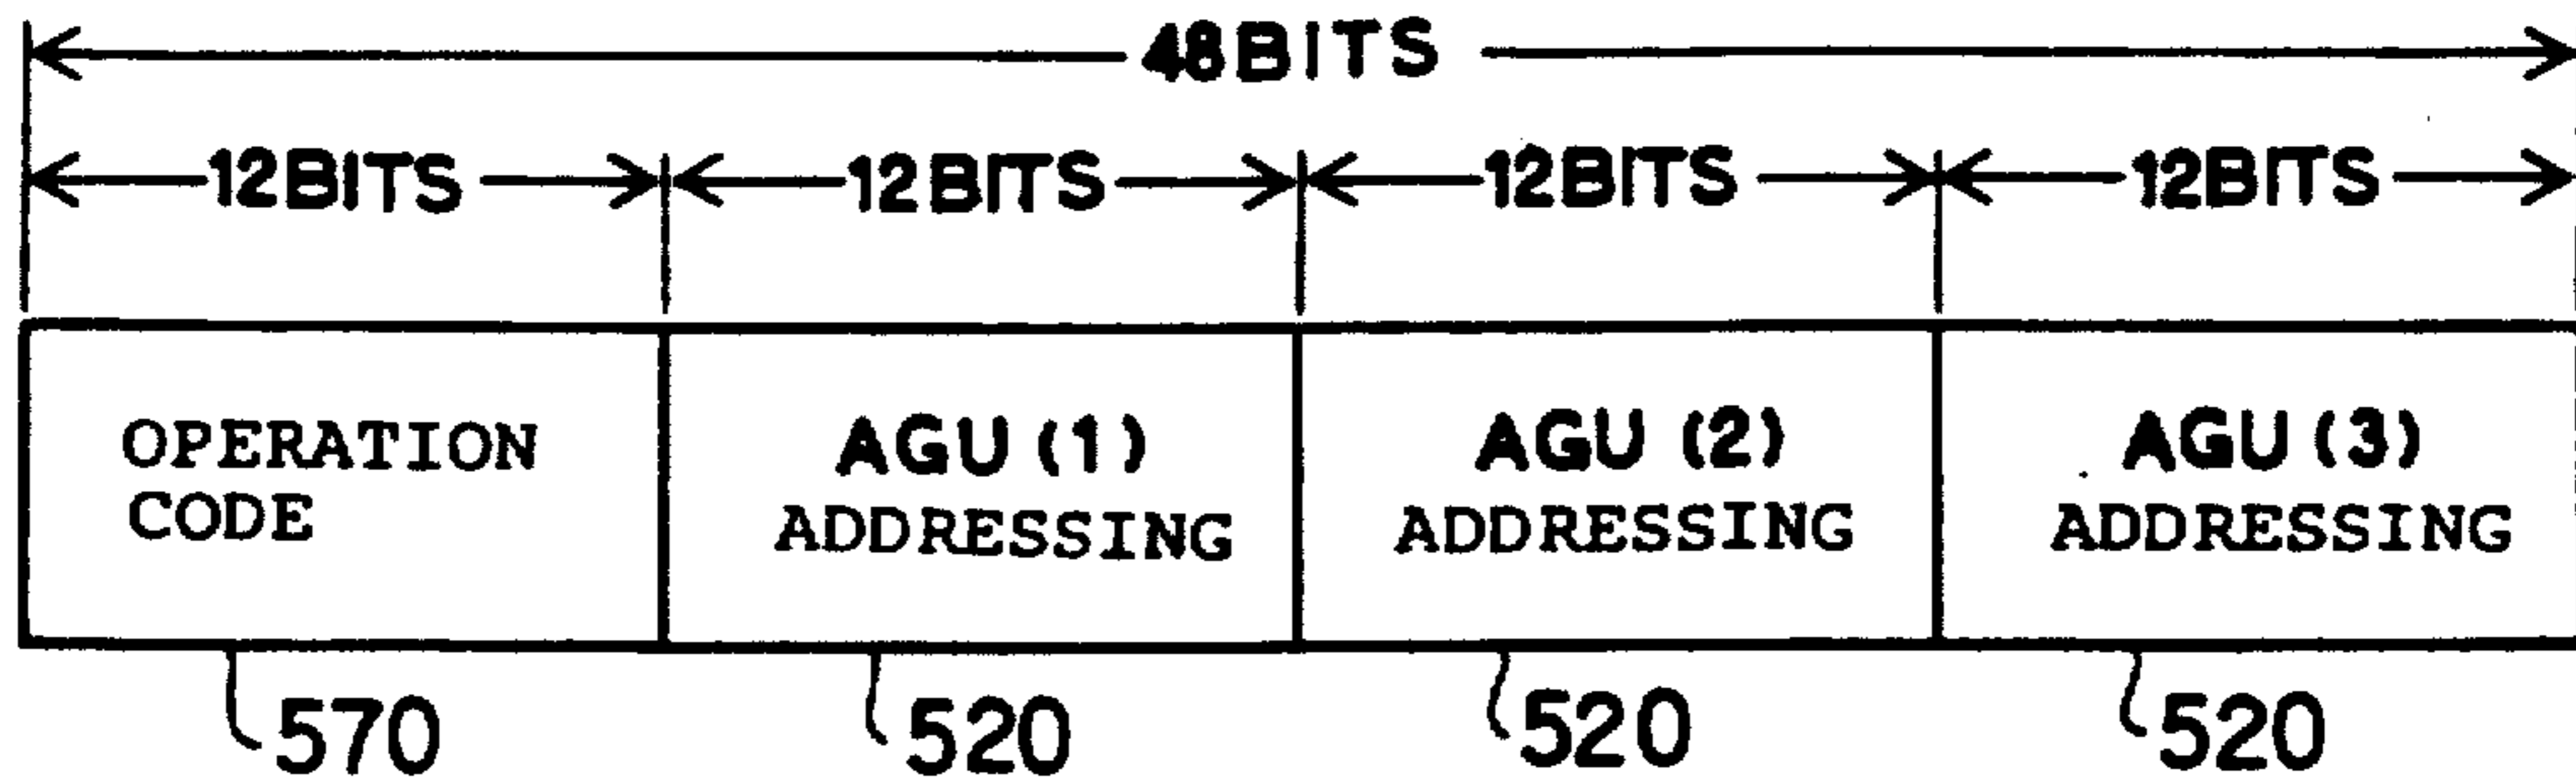 48BITS
12BITS 12BITS 12BITS 12BITS
OPERATION CODE
AGU (1) ADDRESSING
AGU (2) ADDRESSING
AGU (3) ADDRESSING
570 520 520 520